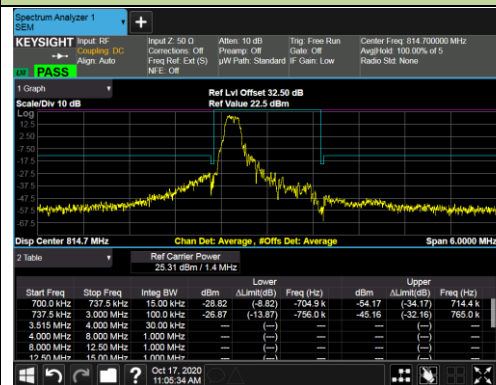 Spectrum Analyzer 1
SEM
+
KEYSIGHT Input: RF Input Z: 50 Ω Atten: 10 dB Trig: Free Run Center Freq: 814.700000 MHz
Coupling: DC Corrections: Off Preamp: Off Gate: Off Avg|Hold: 100.00% of 5
Align: Auto Freq Ref: Ext (S) µW Path: Standard IF Gain: Low Radio Std: None
NFE: Off
LXI PASS
1 Graph Ref Lvl Offset 32.50 dB
Scale/Div 10 dB Ref Value 22.5 dBm
Log
12.5
2.50
-7.50
-17.5
-27.5
-37.5
-47.5
-57.5
-67.5
Disp Center 814.7 MHz Chan Det: Average, #Offs Det: Average Span 6.0000 MHz
2 Table Ref Carrier Power
25.31 dBm / 1.4 MHz
Lower Upper
Start Freq Stop Freq Integ BW dBm ΔLimit(dB) Freq (Hz) dBm ΔLimit(dB) Freq (Hz)
700.0 kHz 737.5 kHz 15.00 kHz -28.82 (-8.82) -704.9 k -54.17 (-34.17) 714.4 k
737.5 kHz 3.000 MHz 100.0 kHz -26.87 (-13.87) -756.0 k -45.16 (-32.16) 765.0 k
3.515 MHz 4.000 MHz 30.00 kHz --- (---) --- --- (---) ---
4.000 MHz 8.000 MHz 1.000 MHz --- (---) --- --- (---) ---
8.000 MHz 12.50 MHz 1.000 MHz --- (---) --- --- (---) ---
12.50 MHz 15.00 MHz 1.000 MHz --- (---) --- --- (---) ---
? Oct 17, 2020
11:05:34 AM